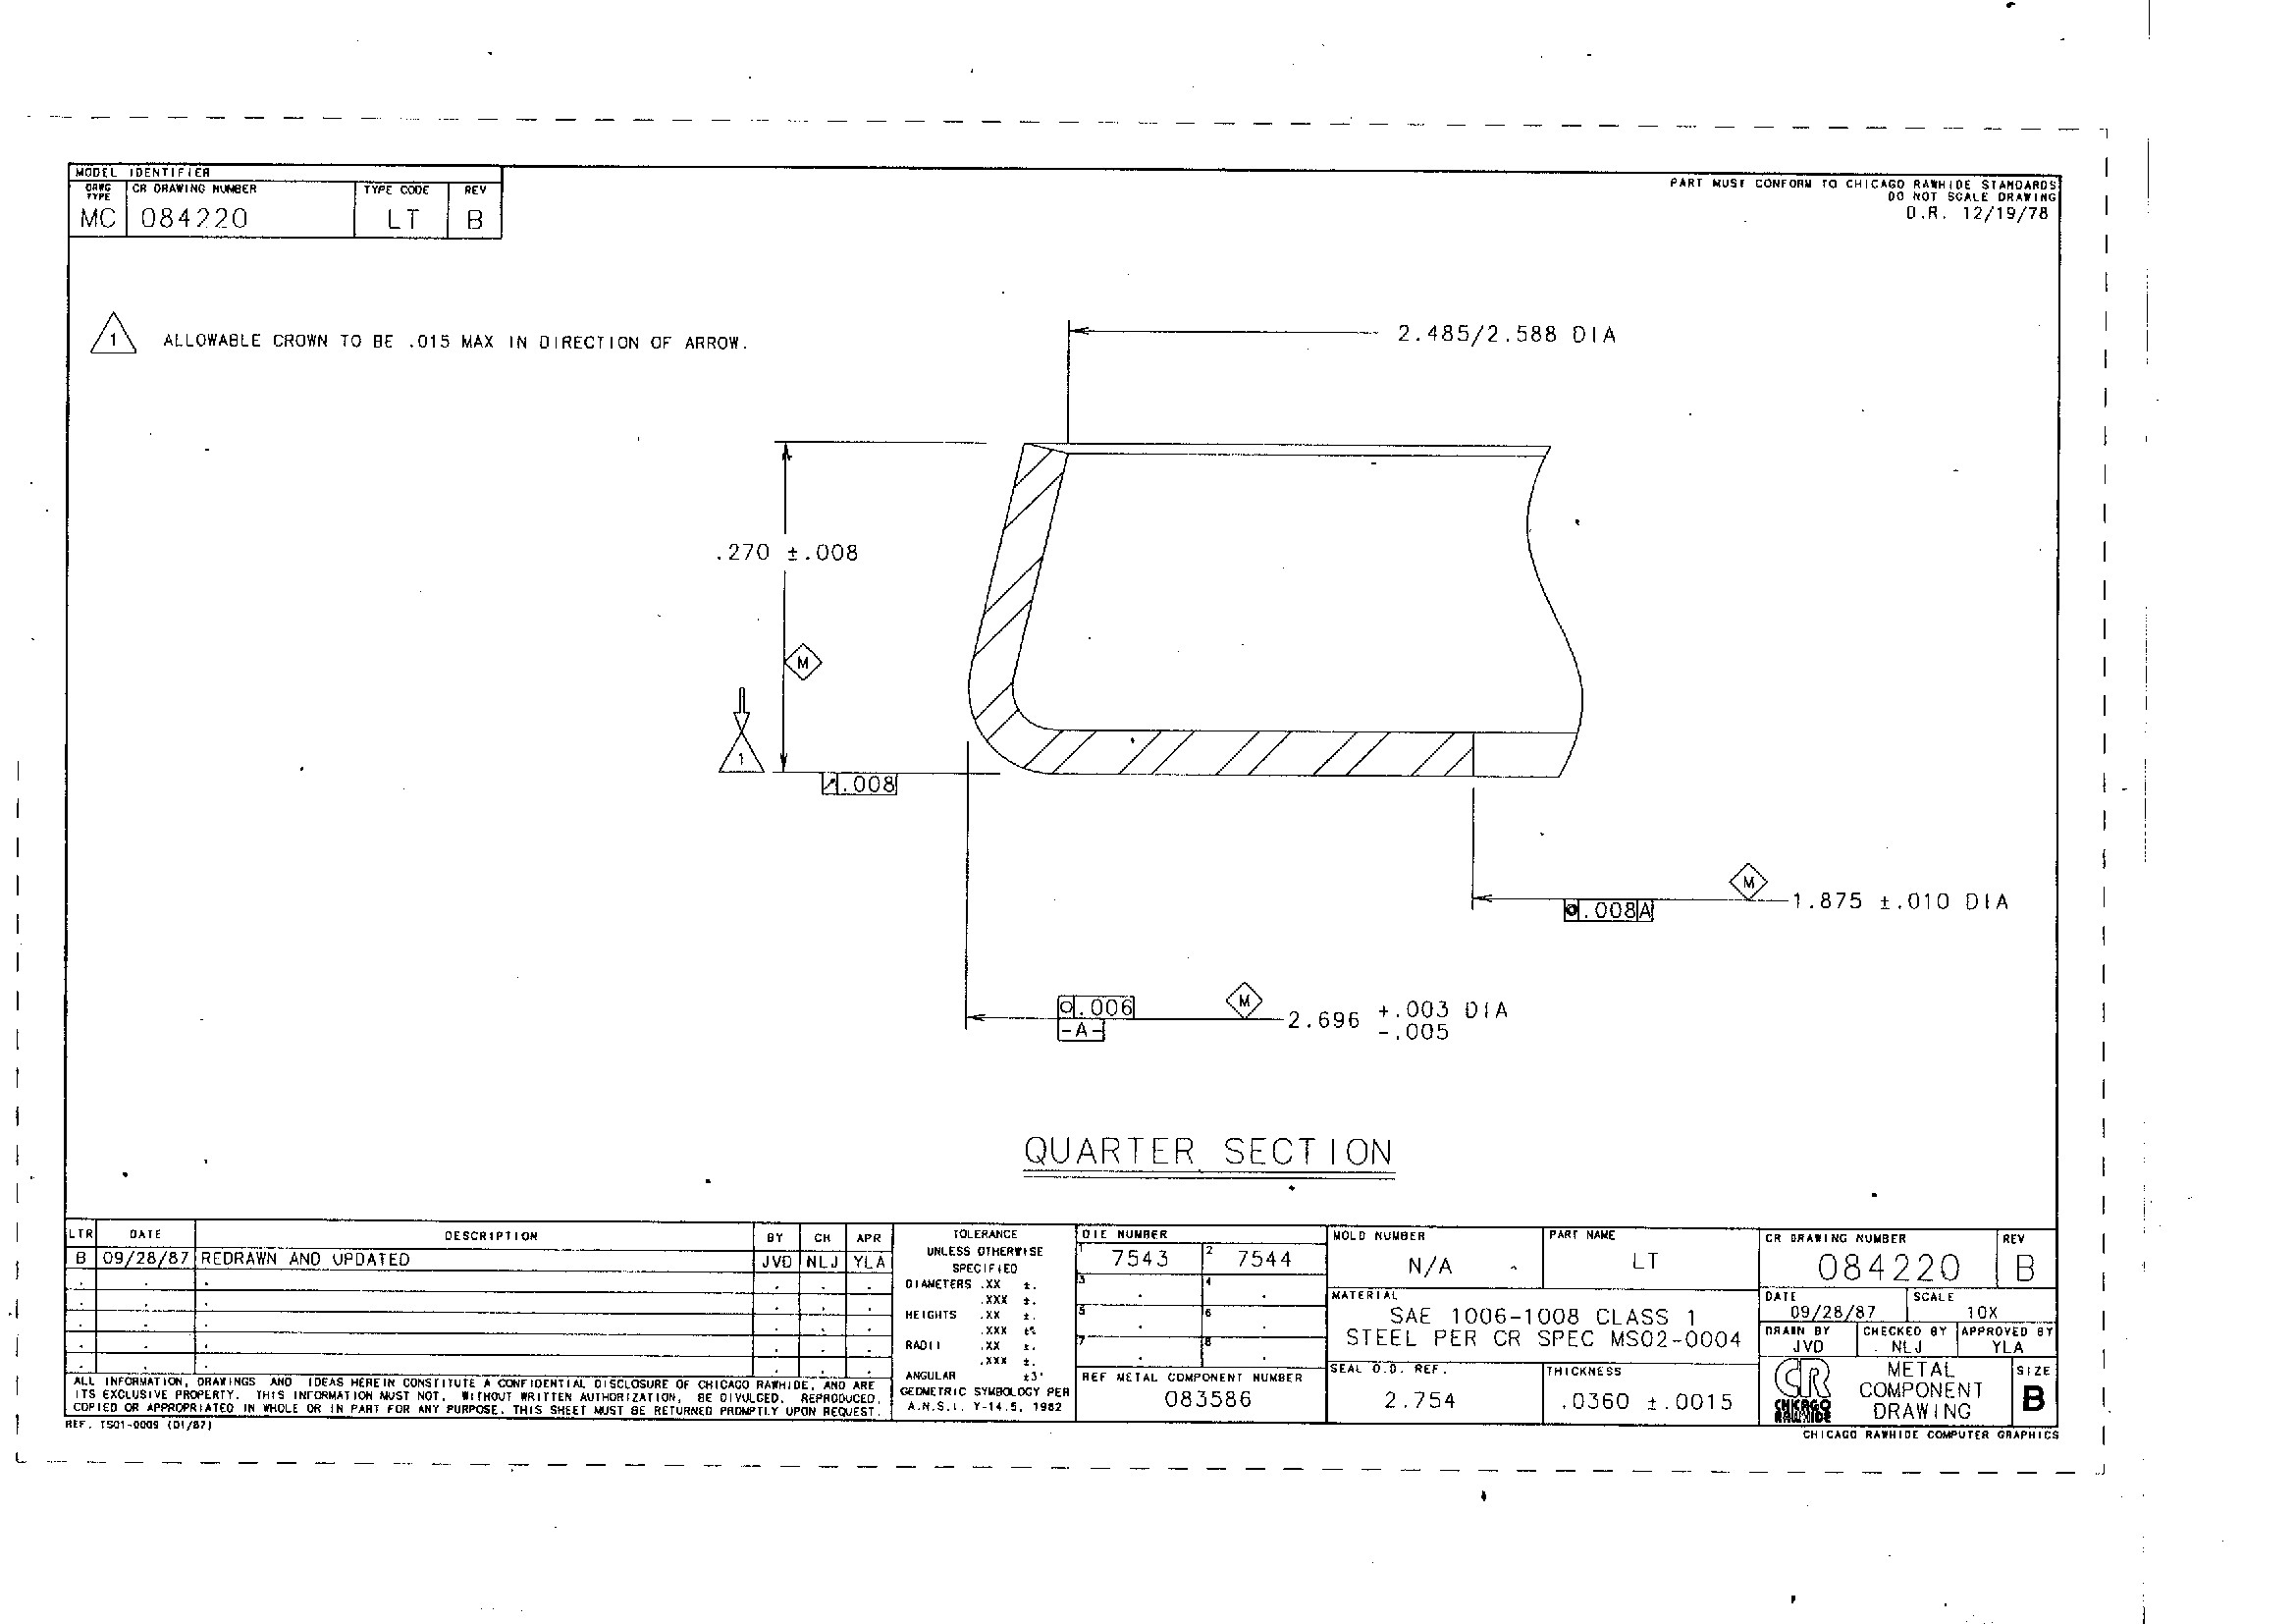 MODEL IDENTIFIER
DRWG TYPE
CR DRAWING NUMBER
TYPE CODE
REV
MC
084220
LT
B
PART MUST CONFORM TO CHICAGO RAWHIDE STANDARDS
DO NOT SCALE DRAWING
O.R. 12/19/78
1
ALLOWABLE CROWN TO BE .015 MAX IN DIRECTION OF ARROW.
2.485/2.588 DIA
.270 ±.008
M
1
.008
M
1.875 ±.010 DIA
.008 A
.006
-A-
M
2.696 +.003 DIA
-.005
QUARTER SECTION
LTR DATE DESCRIPTION BY CH APR
B 09/28/87 REDRAWN AND UPDATED JVD NLJ YLA
ALL INFORMATION, DRAWINGS AND IDEAS HEREIN CONSTITUTE A CONFIDENTIAL DISCLOSURE OF CHICAGO RAWHIDE, AND ARE
ITS EXCLUSIVE PROPERTY. THIS INFORMATION MUST NOT, WITHOUT WRITTEN AUTHORIZATION, BE DIVULGED, REPRODUCED,
COPIED OR APPROPRIATED IN WHOLE OR IN PART FOR ANY PURPOSE. THIS SHEET MUST BE RETURNED PROMPTLY UPON REQUEST.
REF. TS01-0009 (01/87)
TOLERANCE
UNLESS OTHERWISE
SPECIFIED
DIAMETERS .XX ±.
.XXX ±.
HEIGHTS .XX ±.
.XXX ±.
RADII .XX ±.
.XXX ±.
ANGULAR ±3°
GEOMETRIC SYMBOLOGY PER
A.N.S.I. Y-14.5, 1982
DIE NUMBER
1 7543 2 7544
3 4
5 6
7 8
REF METAL COMPONENT NUMBER
083586
MOLD NUMBER
N/A
PART NAME
LT
MATERIAL
SAE 1006-1008 CLASS 1
STEEL PER CR SPEC MS02-0004
SEAL O.D. REF.
2.754
THICKNESS
.0360 ±.0015
CR DRAWING NUMBER
084220
REV
B
DATE
09/28/87
SCALE
10X
DRAWN BY
JVD
CHECKED BY
NLJ
APPROVED BY
YLA
CR
CHICAGO
RAWHIDE
METAL
COMPONENT
DRAWING
SIZE
B
CHICAGO RAWHIDE COMPUTER GRAPHICS